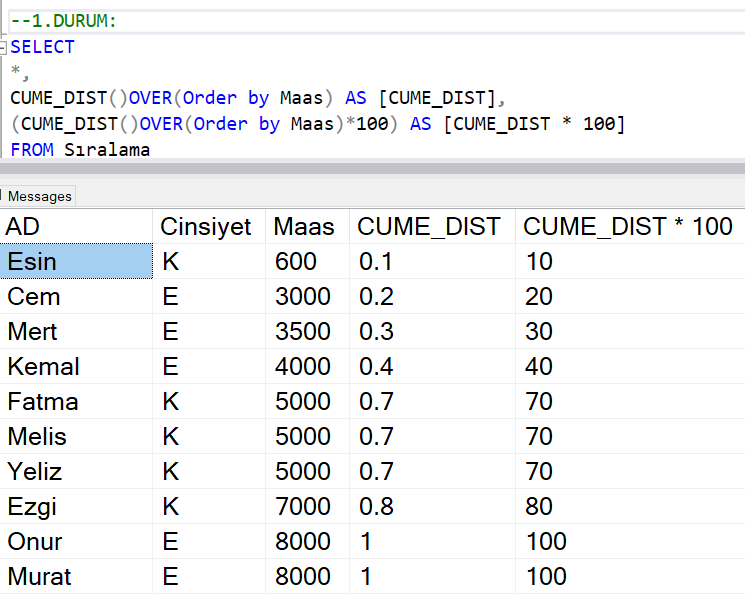 --1.DURUM:
SELECT
*,
CUME_DIST()OVER(Order by Maas) AS [CUME_DIST],
(CUME_DIST()OVER(Order by Maas)*100) AS [CUME_DIST * 100]
FROM Sıralama
Messages
AD Cinsiyet Maas CUME_DIST CUME_DIST * 100
Esin K 600 0.1 10
Cem E 3000 0.2 20
Mert E 3500 0.3 30
Kemal E 4000 0.4 40
Fatma K 5000 0.7 70
Melis K 5000 0.7 70
Yeliz K 5000 0.7 70
Ezgi K 7000 0.8 80
Onur E 8000 1 100
Murat E 8000 1 100